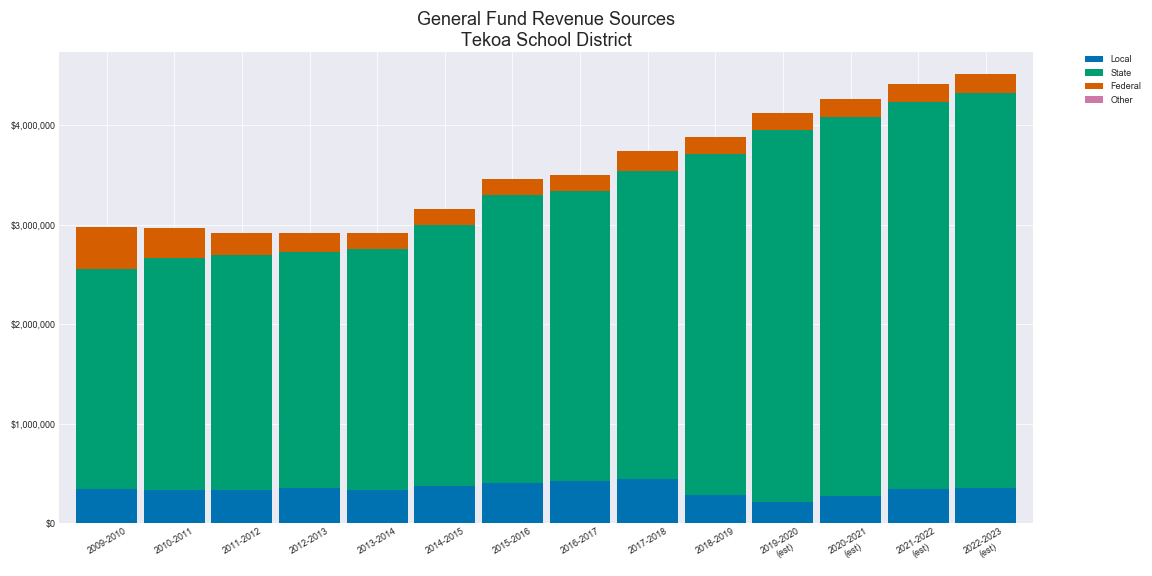 General Fund Revenue Sources
Tekoa School District
Local
State
Federal
Other
$4,000,000
$3,000,000
$2,000,000
$1,000,000
$0
2009-2010
2010-2011
2011-2012
2012-2013
2013-2014
2014-2015
2015-2016
2016-2017
2017-2018
2018-2019
2019-2020
(est)
2020-2021
(est)
2021-2022
(est)
2022-2023
(est)